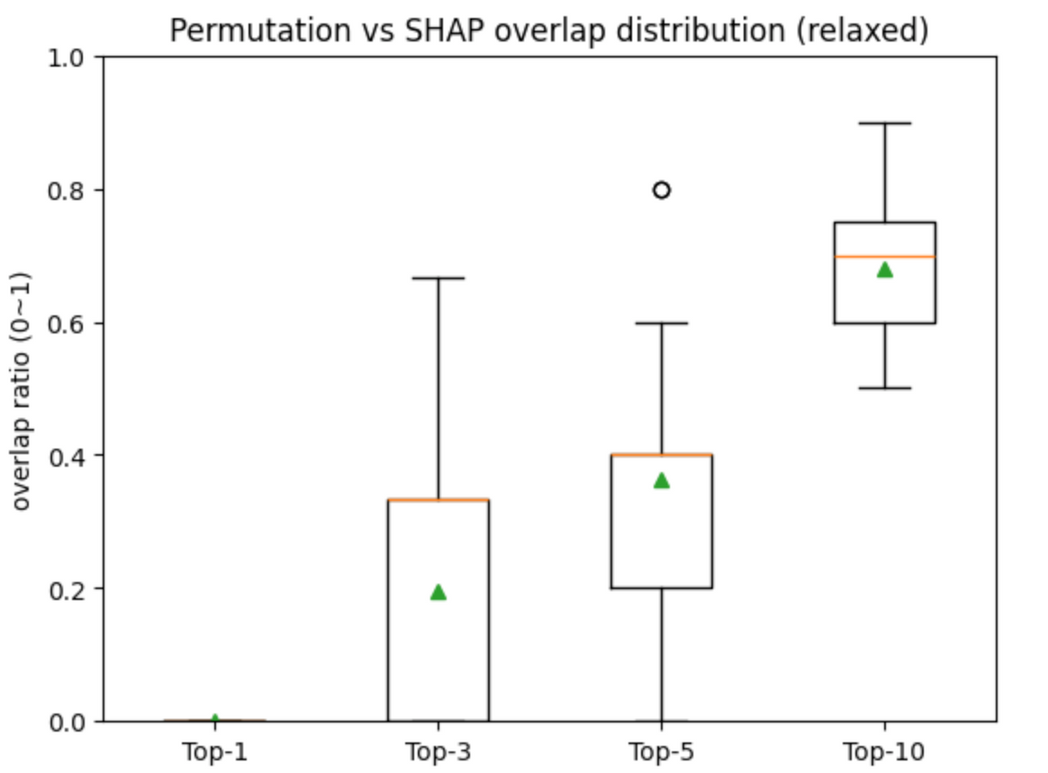 Permutation vs SHAP overlap distribution (relaxed)
overlap ratio (0~1)
1.0
0.8
0.6
0.4
0.2
0.0
Top-1 Top-3 Top-5 Top-10